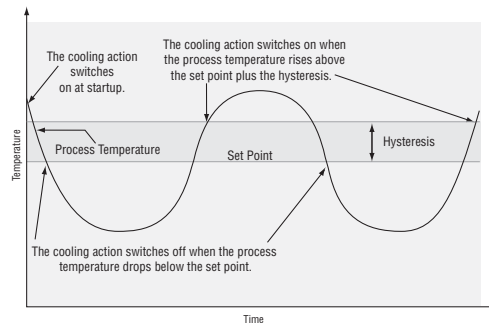 The cooling action
switches
on at startup.
The cooling action switches on when
the process temperature rises above
the set point plus the hysteresis.
Temperature
Process Temperature
Set Point
Hysteresis
The cooling action switches off when the process
temperature drops below the set point.
Time